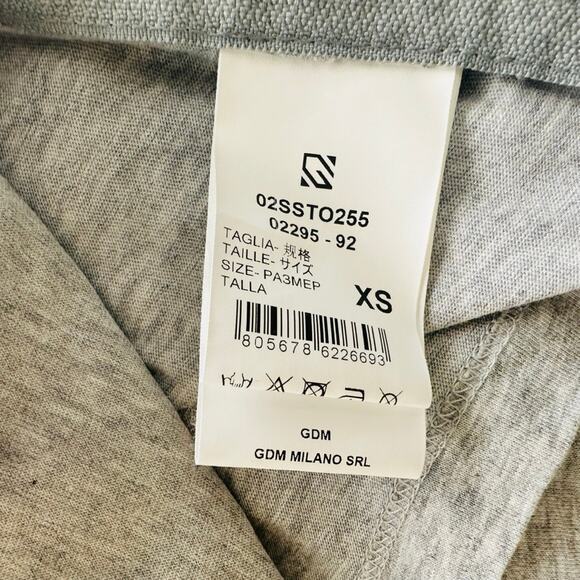 02SSTO255
02295 - 92
TAGLIA- 规格
TAILLE- サイズ
SIZE- РАЗМЕР
TALLA
XS
805678 6226693
GDM
GDM MILANO SRL